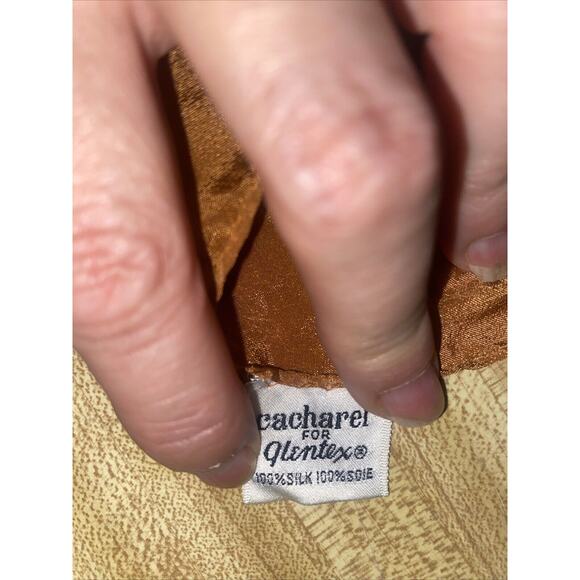 cacharel
FOR
glentex®
100%SILK 100%SOIE